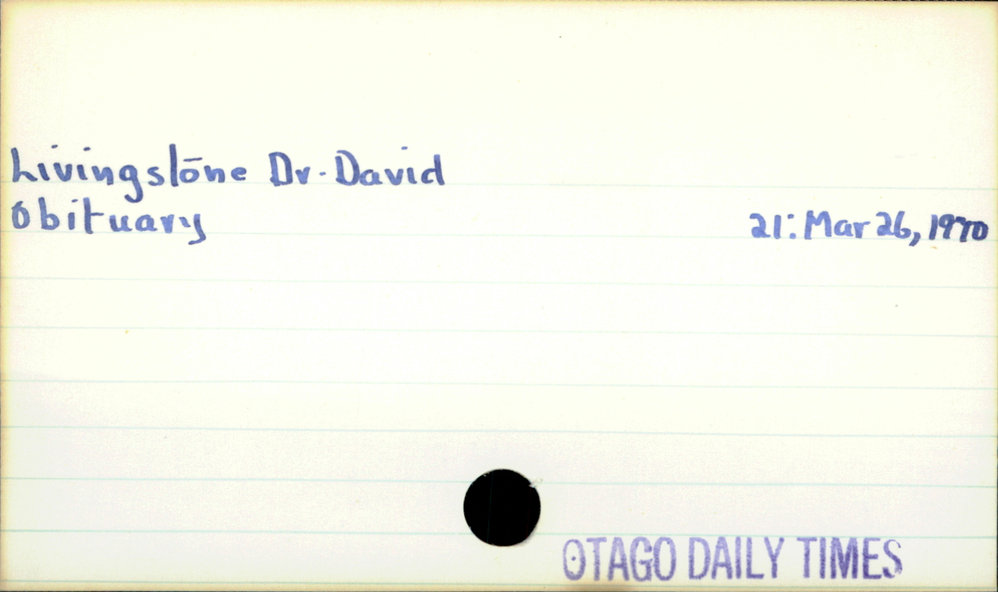 Livingstone Dr. David
Obituary 21: Mar 26, 1970
OTAGO DAILY TIMES